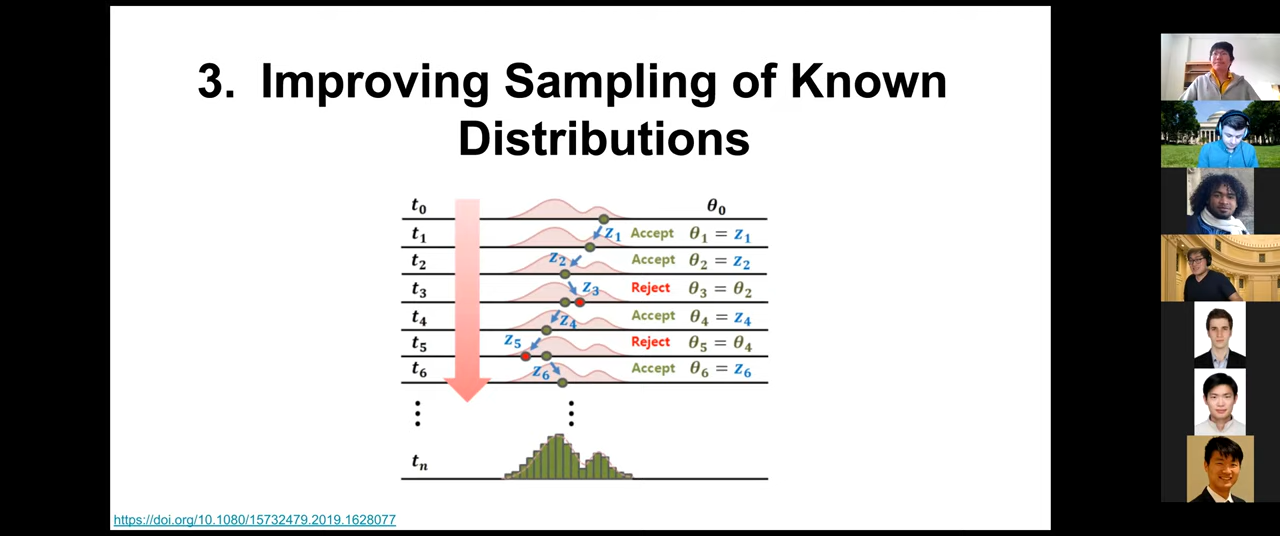 3. Improving Sampling of Known
Distributions
t₀ θ₀
t₁ z₁ Accept θ₁ = z₁
t₂ z₂ Accept θ₂ = z₂
t₃ z₃ Reject θ₃ = θ₂
t₄ z₄ Accept θ₄ = z₄
t₅ z₅ Reject θ₅ = θ₄
t₆ z₆ Accept θ₆ = z₆
⋮ ⋮
tₙ
https://doi.org/10.1080/15732479.2019.1628077